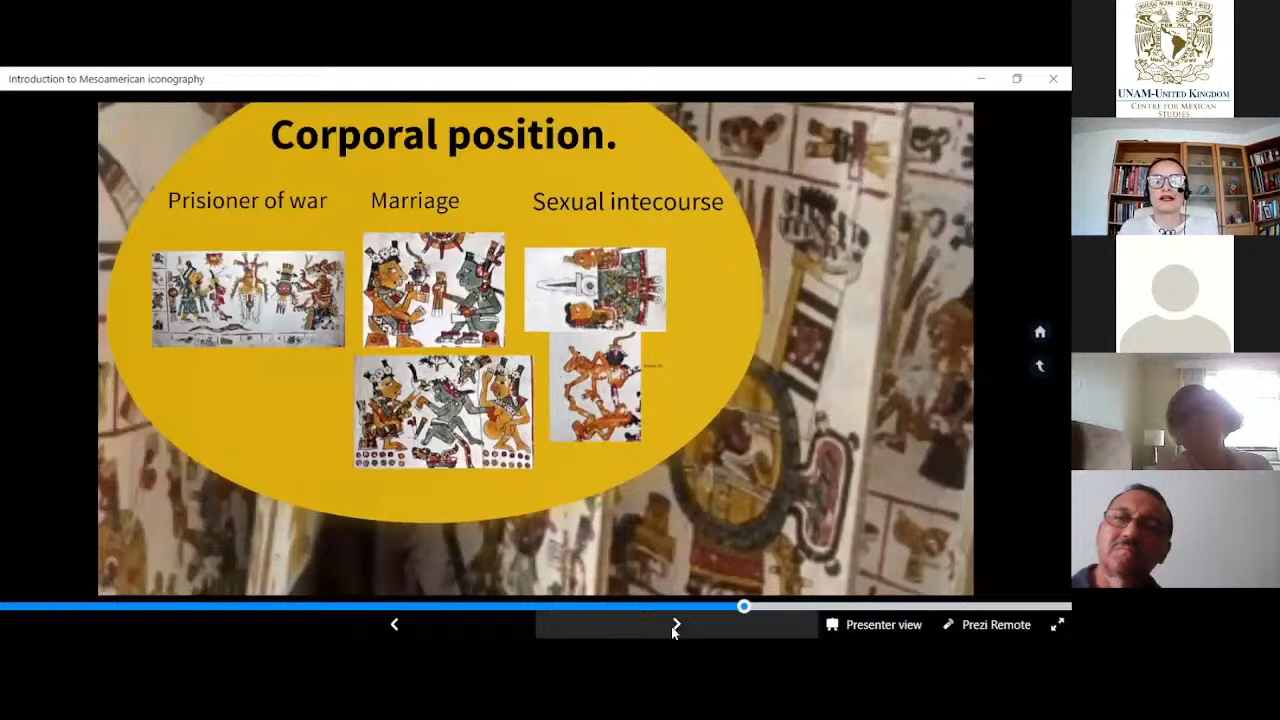 Introduction to Mesoamerican iconography
Corporal position.
Prisioner of war
Marriage
Sexual intecourse
Presenter view
Prezi Remote
UNAM-UNITED KINGDOM
CENTRE FOR MEXICAN
STUDIES